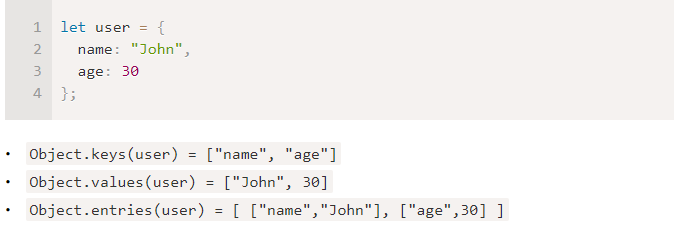 1 let user = {
2   name: "John",
3   age: 30
4 };
• Object.keys(user) = ["name", "age"]
• Object.values(user) = ["John", 30]
• Object.entries(user) = [ ["name","John"], ["age",30] ]